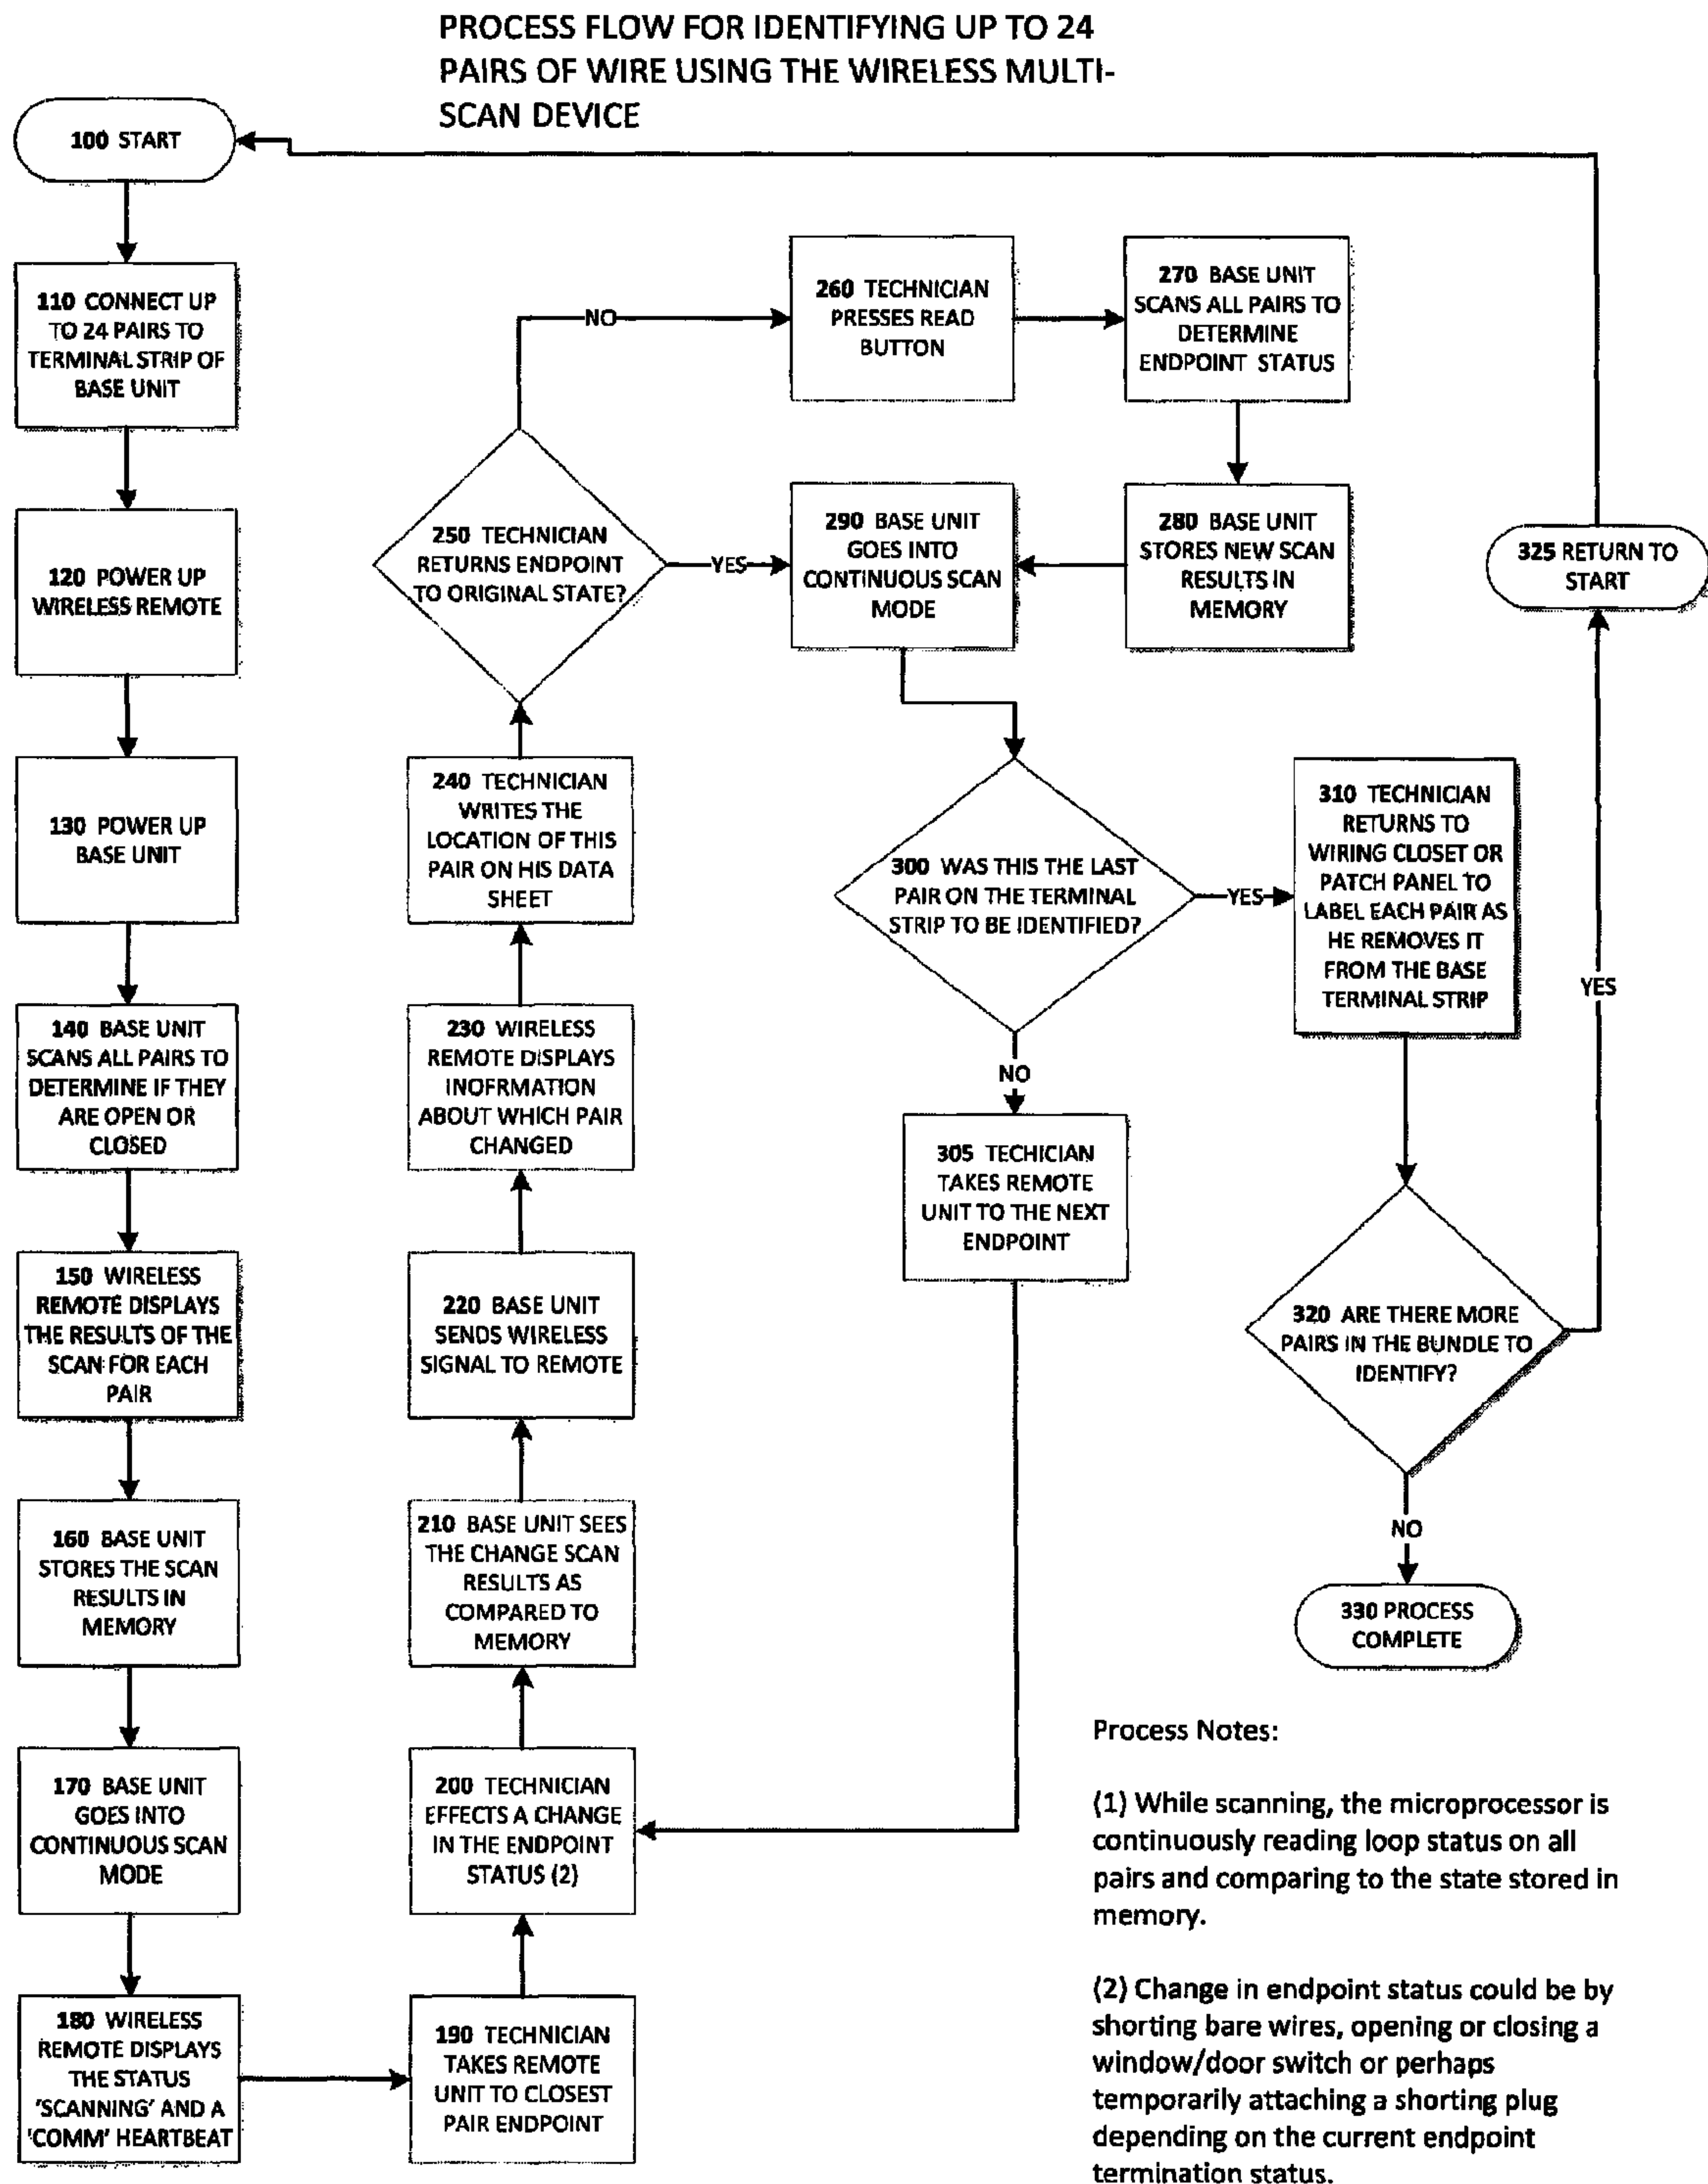 PROCESS FLOW FOR IDENTIFYING UP TO 24
PAIRS OF WIRE USING THE WIRELESS MULTI-
SCAN DEVICE
100 START
110 CONNECT UP
TO 24 PAIRS TO
TERMINAL STRIP OF
BASE UNIT
120 POWER UP
WIRELESS REMOTE
130 POWER UP
BASE UNIT
140 BASE UNIT
SCANS ALL PAIRS TO
DETERMINE IF THEY
ARE OPEN OR
CLOSED
150 WIRELESS
REMOTE DISPLAYS
THE RESULTS OF THE
SCAN FOR EACH
PAIR
160 BASE UNIT
STORES THE SCAN
RESULTS IN
MEMORY
170 BASE UNIT
GOES INTO
CONTINUOUS SCAN
MODE
180 WIRELESS
REMOTE DISPLAYS
THE STATUS
'SCANNING' AND A
'COMM' HEARTBEAT
190 TECHNICIAN
TAKES REMOTE
UNIT TO CLOSEST
PAIR ENDPOINT
200 TECHNICIAN
EFFECTS A CHANGE
IN THE ENDPOINT
STATUS (2)
210 BASE UNIT SEES
THE CHANGE SCAN
RESULTS AS
COMPARED TO
MEMORY
220 BASE UNIT
SENDS WIRELESS
SIGNAL TO REMOTE
230 WIRELESS
REMOTE DISPLAYS
INOFRMATION
ABOUT WHICH PAIR
CHANGED
240 TECHNICIAN
WRITES THE
LOCATION OF THIS
PAIR ON HIS DATA
SHEET
250 TECHNICIAN
RETURNS ENDPOINT
TO ORIGINAL STATE?
NO
YES
260 TECHNICIAN
PRESSES READ
BUTTON
270 BASE UNIT
SCANS ALL PAIRS TO
DETERMINE
ENDPOINT STATUS
280 BASE UNIT
STORES NEW SCAN
RESULTS IN
MEMORY
290 BASE UNIT
GOES INTO
CONTINUOUS SCAN
MODE
300 WAS THIS THE LAST
PAIR ON THE TERMINAL
STRIP TO BE IDENTIFIED?
YES
NO
305 TECHICIAN
TAKES REMOTE
UNIT TO THE NEXT
ENDPOINT
310 TECHNICIAN
RETURNS TO
WIRING CLOSET OR
PATCH PANEL TO
LABEL EACH PAIR AS
HE REMOVES IT
FROM THE BASE
TERMINAL STRIP
320 ARE THERE MORE
PAIRS IN THE BUNDLE TO
IDENTIFY?
YES
NO
325 RETURN TO
START
330 PROCESS
COMPLETE
Process Notes:
(1) While scanning, the microprocessor is
continuously reading loop status on all
pairs and comparing to the state stored in
memory.
(2) Change in endpoint status could be by
shorting bare wires, opening or closing a
window/door switch or perhaps
temporarily attaching a shorting plug
depending on the current endpoint
termination status.